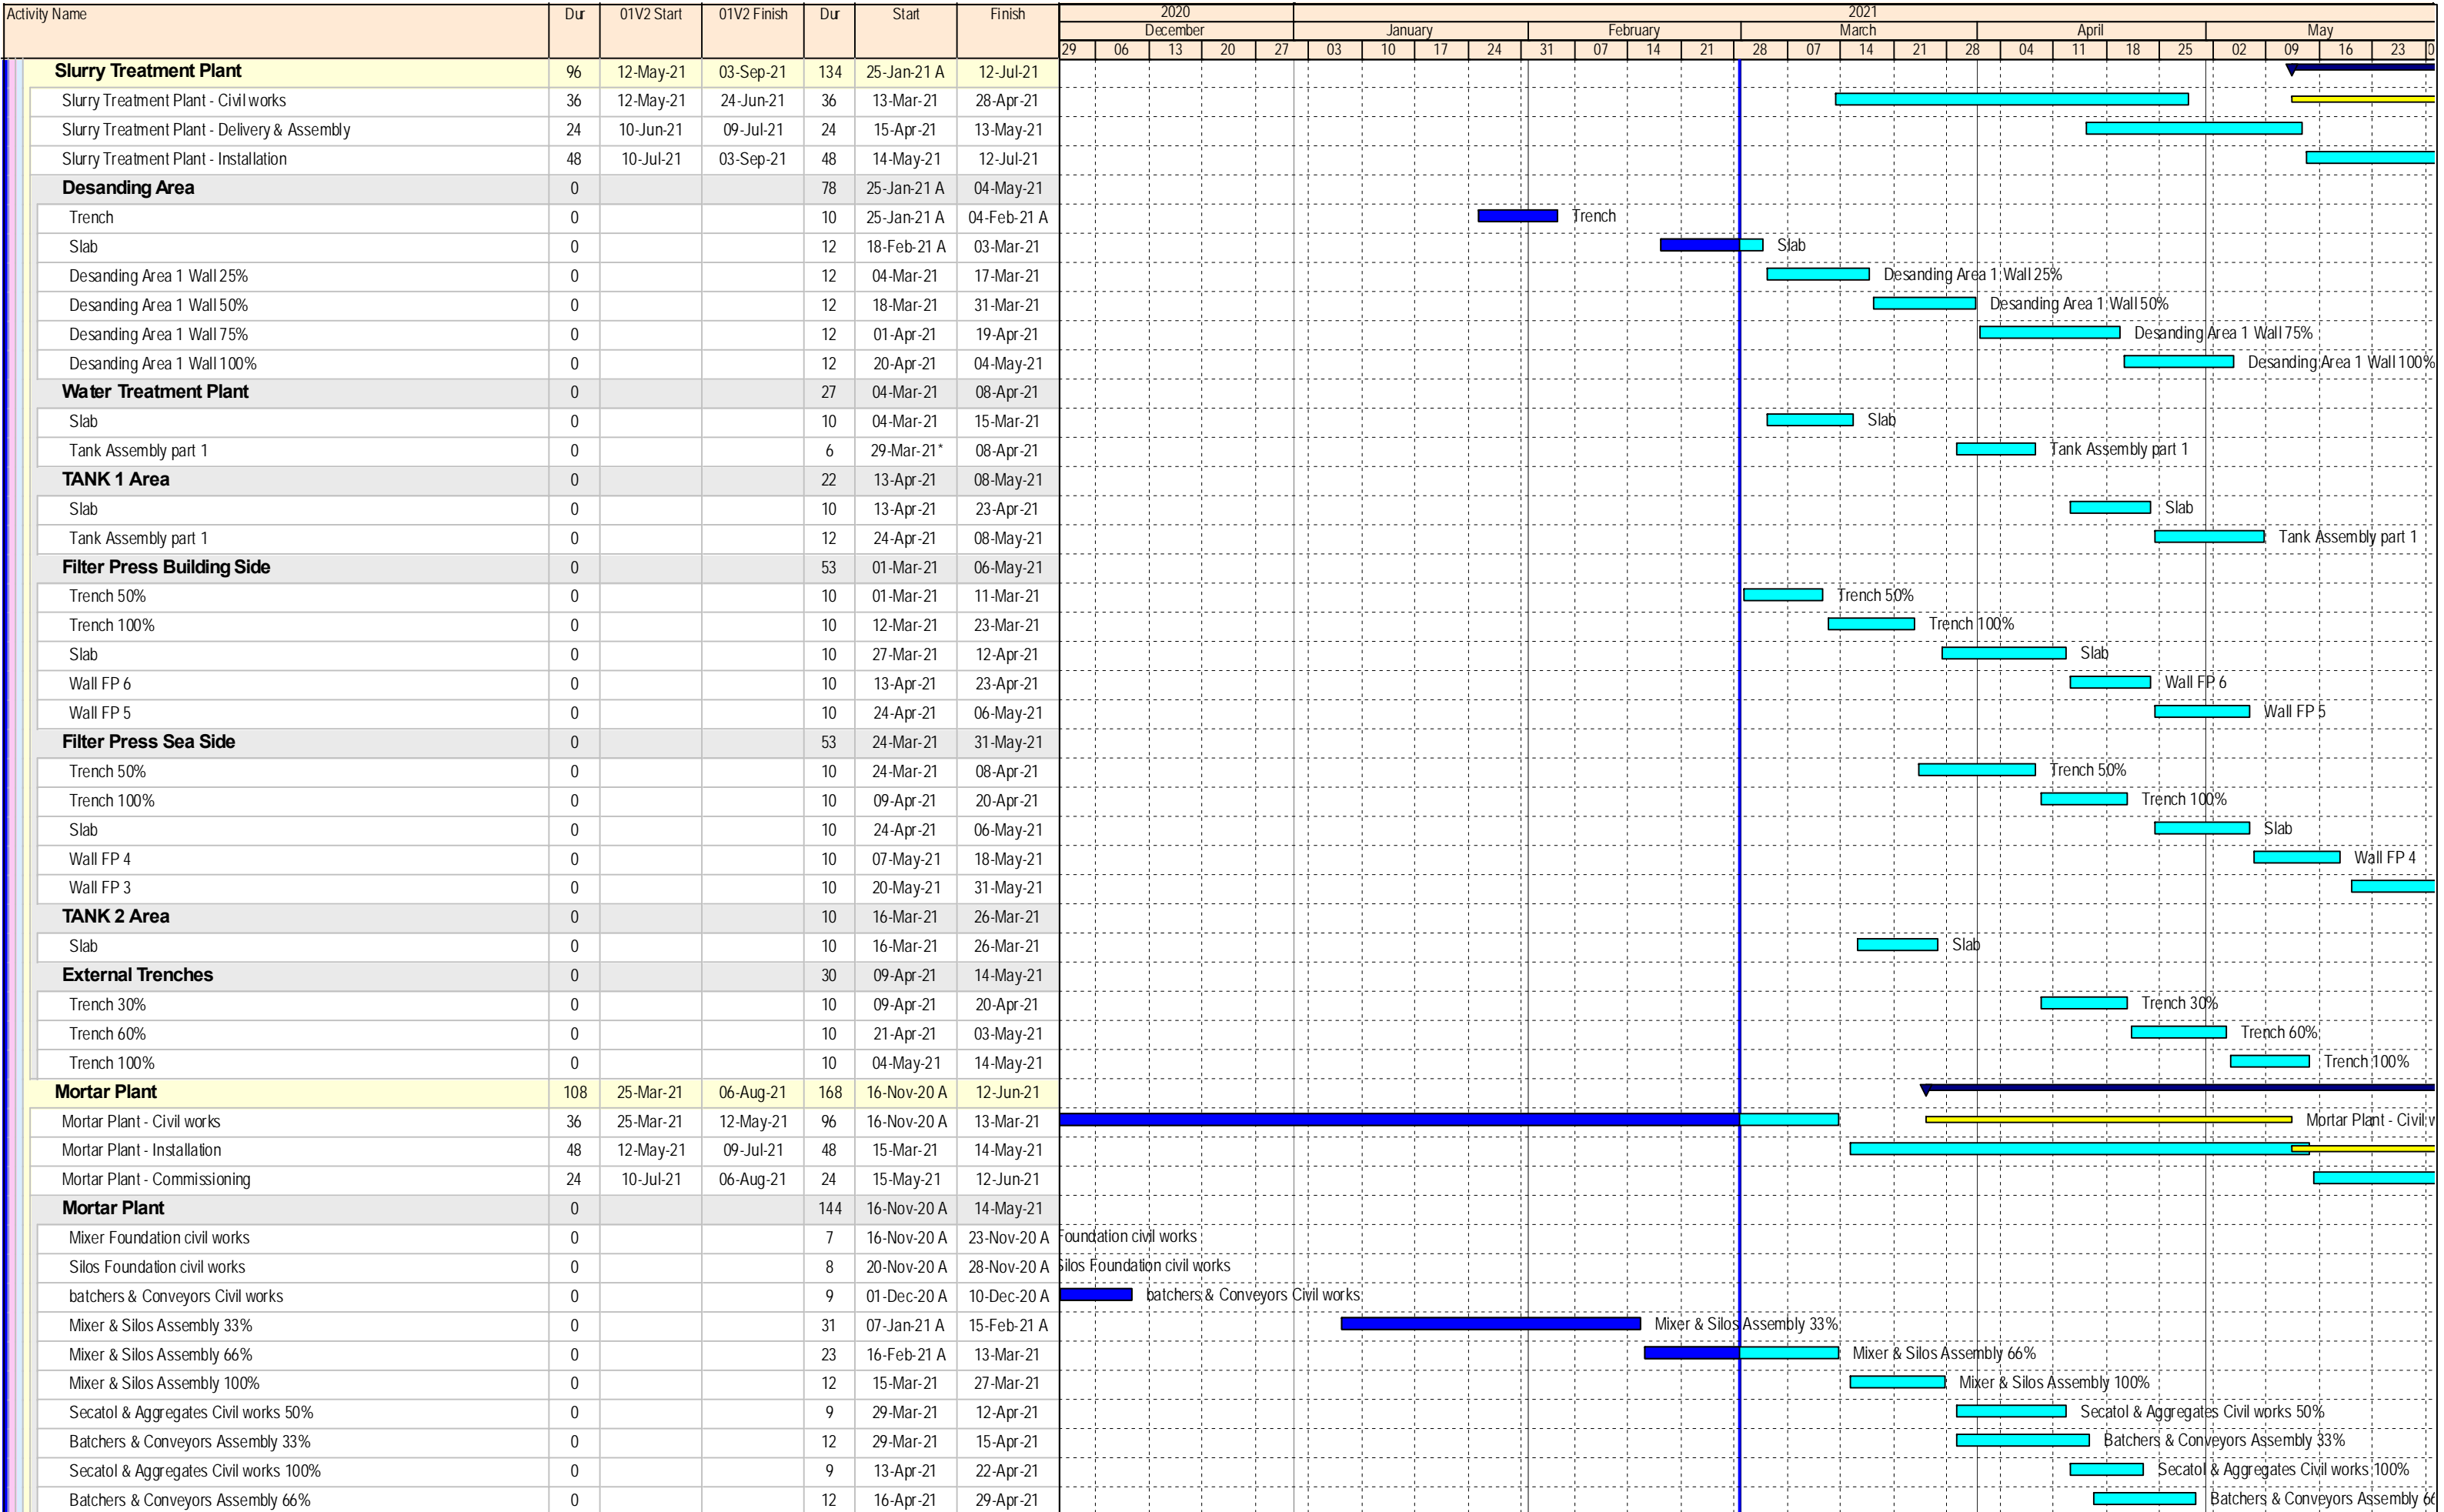 Activity Name Dur 01V2 Start 01V2 Finish Dur Start Finish 2020 2021
December January February March April May
29 06 13 20 27 03 10 17 24 31 07 14 21 28 07 14 21 28 04 11 18 25 02 09 16 23
Slurry Treatment Plant 96 12-May-21 03-Sep-21 134 25-Jan-21 A 12-Jul-21
Slurry Treatment Plant - Civil works 36 12-May-21 24-Jun-21 36 13-Mar-21 28-Apr-21
Slurry Treatment Plant - Delivery & Assembly 24 10-Jun-21 09-Jul-21 24 15-Apr-21 13-May-21
Slurry Treatment Plant - Installation 48 10-Jul-21 03-Sep-21 48 14-May-21 12-Jul-21
Desanding Area 0 78 25-Jan-21 A 04-May-21
Trench 0 10 25-Jan-21 A 04-Feb-21 A Trench
Slab 0 12 18-Feb-21 A 03-Mar-21 Slab
Desanding Area 1 Wall 25% 0 12 04-Mar-21 17-Mar-21 Desanding Area 1 Wall 25%
Desanding Area 1 Wall 50% 0 12 18-Mar-21 31-Mar-21 Desanding Area 1 Wall 50%
Desanding Area 1 Wall 75% 0 12 01-Apr-21 19-Apr-21 Desanding Area 1 Wall 75%
Desanding Area 1 Wall 100% 0 12 20-Apr-21 04-May-21 Desanding Area 1 Wall 100%
Water Treatment Plant 0 27 04-Mar-21 08-Apr-21
Slab 0 10 04-Mar-21 15-Mar-21 Slab
Tank Assembly part 1 0 6 29-Mar-21* 08-Apr-21 Tank Assembly part 1
TANK 1 Area 0 22 13-Apr-21 08-May-21
Slab 0 10 13-Apr-21 23-Apr-21 Slab
Tank Assembly part 1 0 12 24-Apr-21 08-May-21 Tank Assembly part 1
Filter Press Building Side 0 53 01-Mar-21 06-May-21
Trench 50% 0 10 01-Mar-21 11-Mar-21 Trench 50%
Trench 100% 0 10 12-Mar-21 23-Mar-21 Trench 100%
Slab 0 10 27-Mar-21 12-Apr-21 Slab
Wall FP 6 0 10 13-Apr-21 23-Apr-21 Wall FP 6
Wall FP 5 0 10 24-Apr-21 06-May-21 Wall FP 5
Filter Press Sea Side 0 53 24-Mar-21 31-May-21
Trench 50% 0 10 24-Mar-21 08-Apr-21 Trench 50%
Trench 100% 0 10 09-Apr-21 20-Apr-21 Trench 100%
Slab 0 10 24-Apr-21 06-May-21 Slab
Wall FP 4 0 10 07-May-21 18-May-21 Wall FP 4
Wall FP 3 0 10 20-May-21 31-May-21
TANK 2 Area 0 10 16-Mar-21 26-Mar-21
Slab 0 10 16-Mar-21 26-Mar-21 Slab
External Trenches 0 30 09-Apr-21 14-May-21
Trench 30% 0 10 09-Apr-21 20-Apr-21 Trench 30%
Trench 60% 0 10 21-Apr-21 03-May-21 Trench 60%
Trench 100% 0 10 04-May-21 14-May-21 Trench 100%
Mortar Plant 108 25-Mar-21 06-Aug-21 168 16-Nov-20 A 12-Jun-21
Mortar Plant - Civil works 36 25-Mar-21 12-May-21 96 16-Nov-20 A 13-Mar-21 Mortar Plant - Civil
Mortar Plant - Installation 48 12-May-21 09-Jul-21 48 15-Mar-21 14-May-21
Mortar Plant - Commissioning 24 10-Jul-21 06-Aug-21 24 15-May-21 12-Jun-21
Mortar Plant 0 144 16-Nov-20 A 14-May-21
Mixer Foundation civil works 0 7 16-Nov-20 A 23-Nov-20 A Foundation civil works
Silos Foundation civil works 0 8 20-Nov-20 A 28-Nov-20 A Silos Foundation civil works
batchers & Conveyors Civil works 0 9 01-Dec-20 A 10-Dec-20 A batchers & Conveyors Civil works
Mixer & Silos Assembly 33% 0 31 07-Jan-21 A 15-Feb-21 A Mixer & Silos Assembly 33%
Mixer & Silos Assembly 66% 0 23 16-Feb-21 A 13-Mar-21 Mixer & Silos Assembly 66%
Mixer & Silos Assembly 100% 0 12 15-Mar-21 27-Mar-21 Mixer & Silos Assembly 100%
Secatol & Aggregates Civil works 50% 0 9 29-Mar-21 12-Apr-21 Secatol & Aggregates Civil works 50%
Batchers & Conveyors Assembly 33% 0 12 29-Mar-21 15-Apr-21 Batchers & Conveyors Assembly 33%
Secatol & Aggregates Civil works 100% 0 9 13-Apr-21 22-Apr-21 Secatol & Aggregates Civil works 100%
Batchers & Conveyors Assembly 66% 0 12 16-Apr-21 29-Apr-21 Batchers & Conveyors Assembly